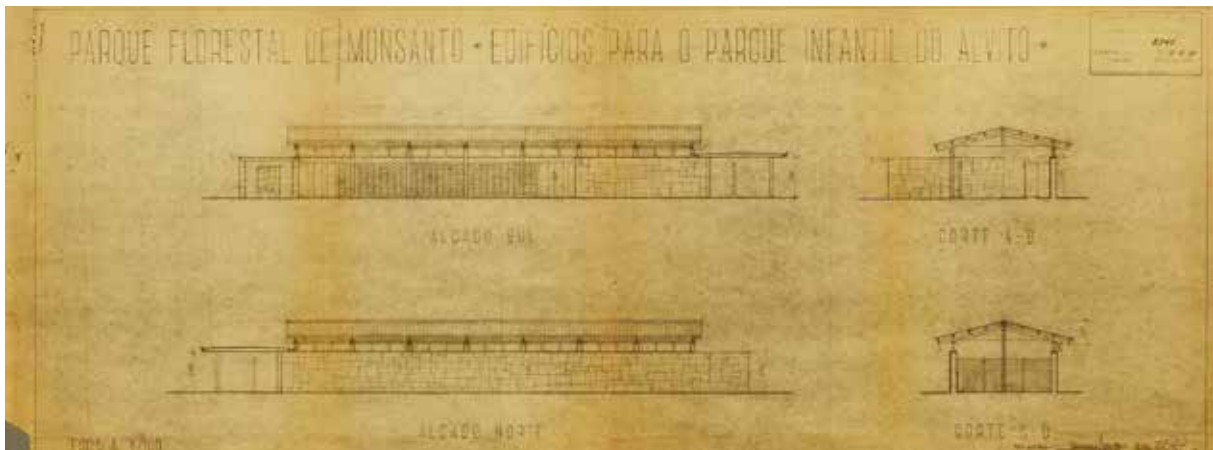 PARQUE FLORESTAL DE MONSANTO • EDIFÍCIOS PARA O PARQUE INFANTIL DO ALVITO •
ALÇADO SUL
CORTE A-B
ALÇADO NORTE
CORTE C-D